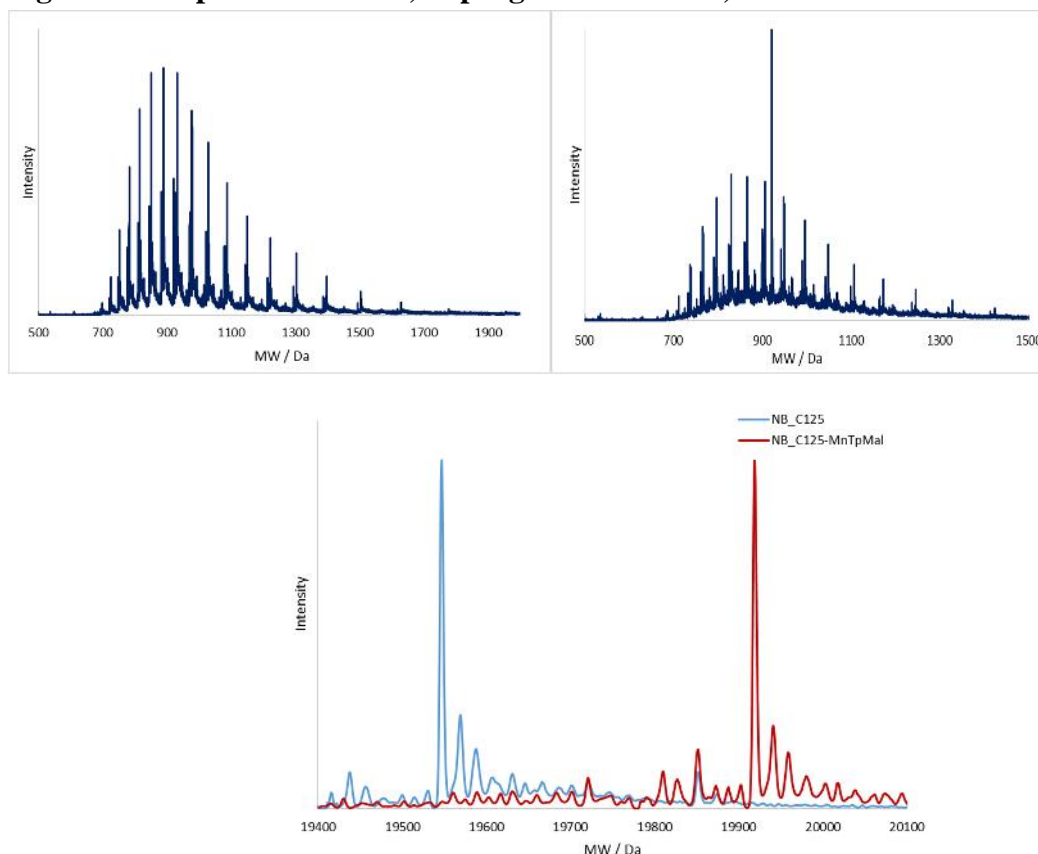 Intensity
500 700 900 1100 1300 1500 1700 1900
MW / Da
Intensity
500 700 900 1100 1300 1500
MW / Da
NB_C125
NB_C125-MnTpMal
Intensity
19400 19500 19600 19700 19800 19900 20000 20100
MW / Da